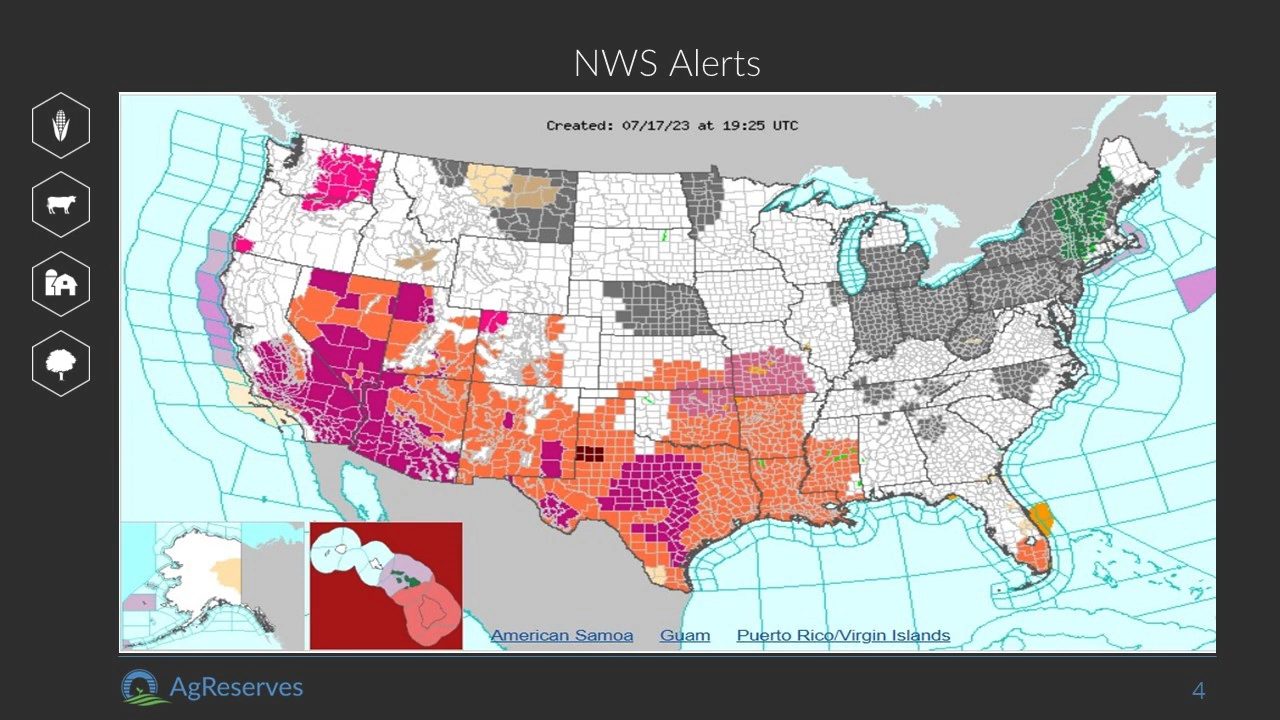 NWS Alerts
Created: 07/17/23 at 19:25 UTC
American Samoa Guam Puerto Rico/Virgin Islands
AgReserves
4